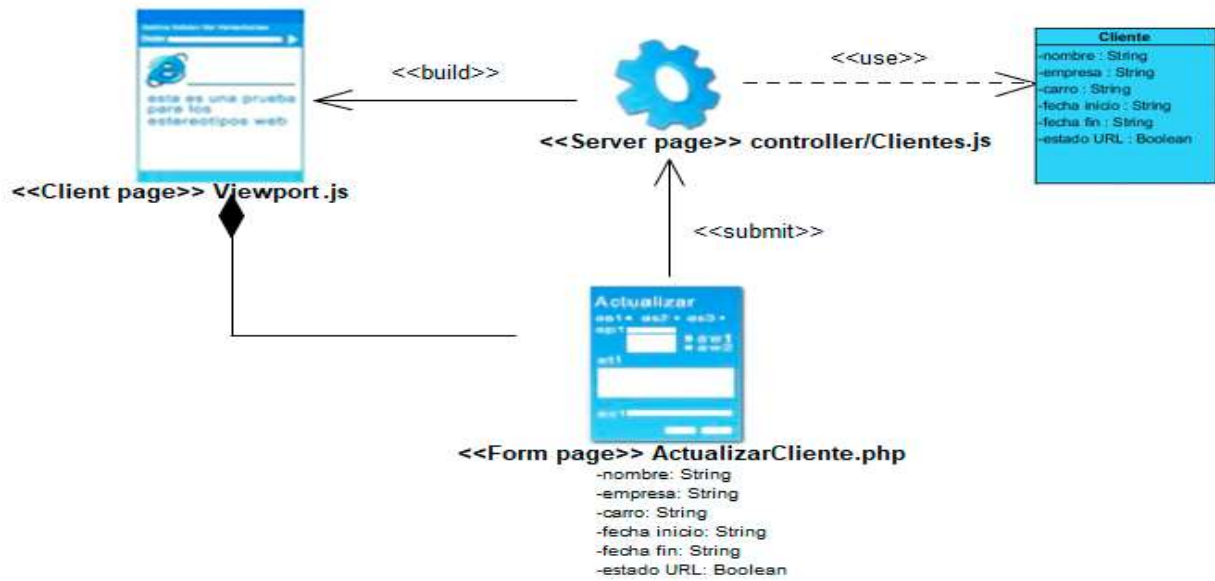 esta es una prueba
para los
estereotipos web
<<Client page>> Viewport.js
<<build>>
<<Server page>> controller/Clientes.js
<<use>>
Cliente
-nombre : String
-empresa : String
-carro : String
-fecha inicio : String
-fecha fin : String
-estado URL : Boolean
<<submit>>
Actualizar
<<Form page>> ActualizarCliente.php
-nombre: String
-empresa: String
-carro: String
-fecha inicio: String
-fecha fin: String
-estado URL: Boolean